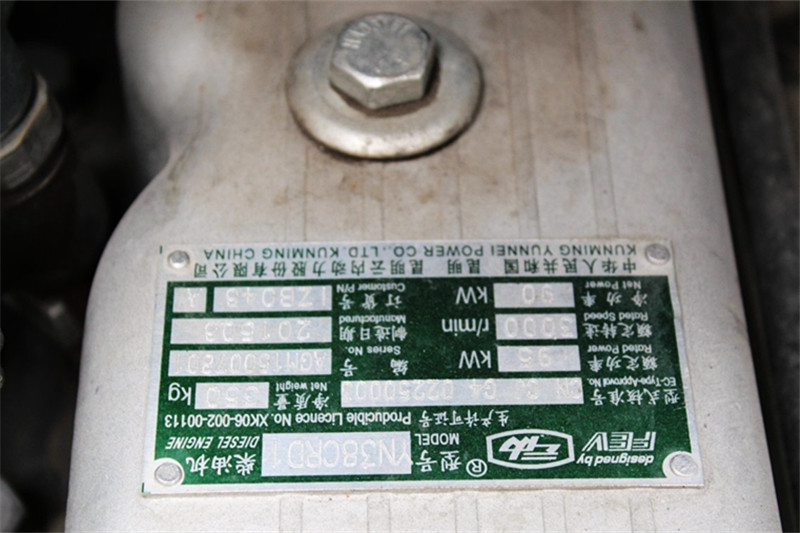 designed by
FEV
®
型号
MODEL
YN38CRD1
柴油机
DIESEL ENGINE
生产许可证号
Producible Licence No. XK06-002-00113
型式核准号
EC-Type-Approval No.
净质量
Net weight
kg
额定功率
Rated Power
95
kW
编号
Series No.
额定转速
Rated Speed
3000
r/min
制造日期
Manufactured
201503
净功率
Net Power
90
kW
订货号
Customer P/N
中华人民共和国 昆明 昆明云内动力股份有限公司
KUNMING YUNNEI POWER CO., LTD. KUNMING CHINA